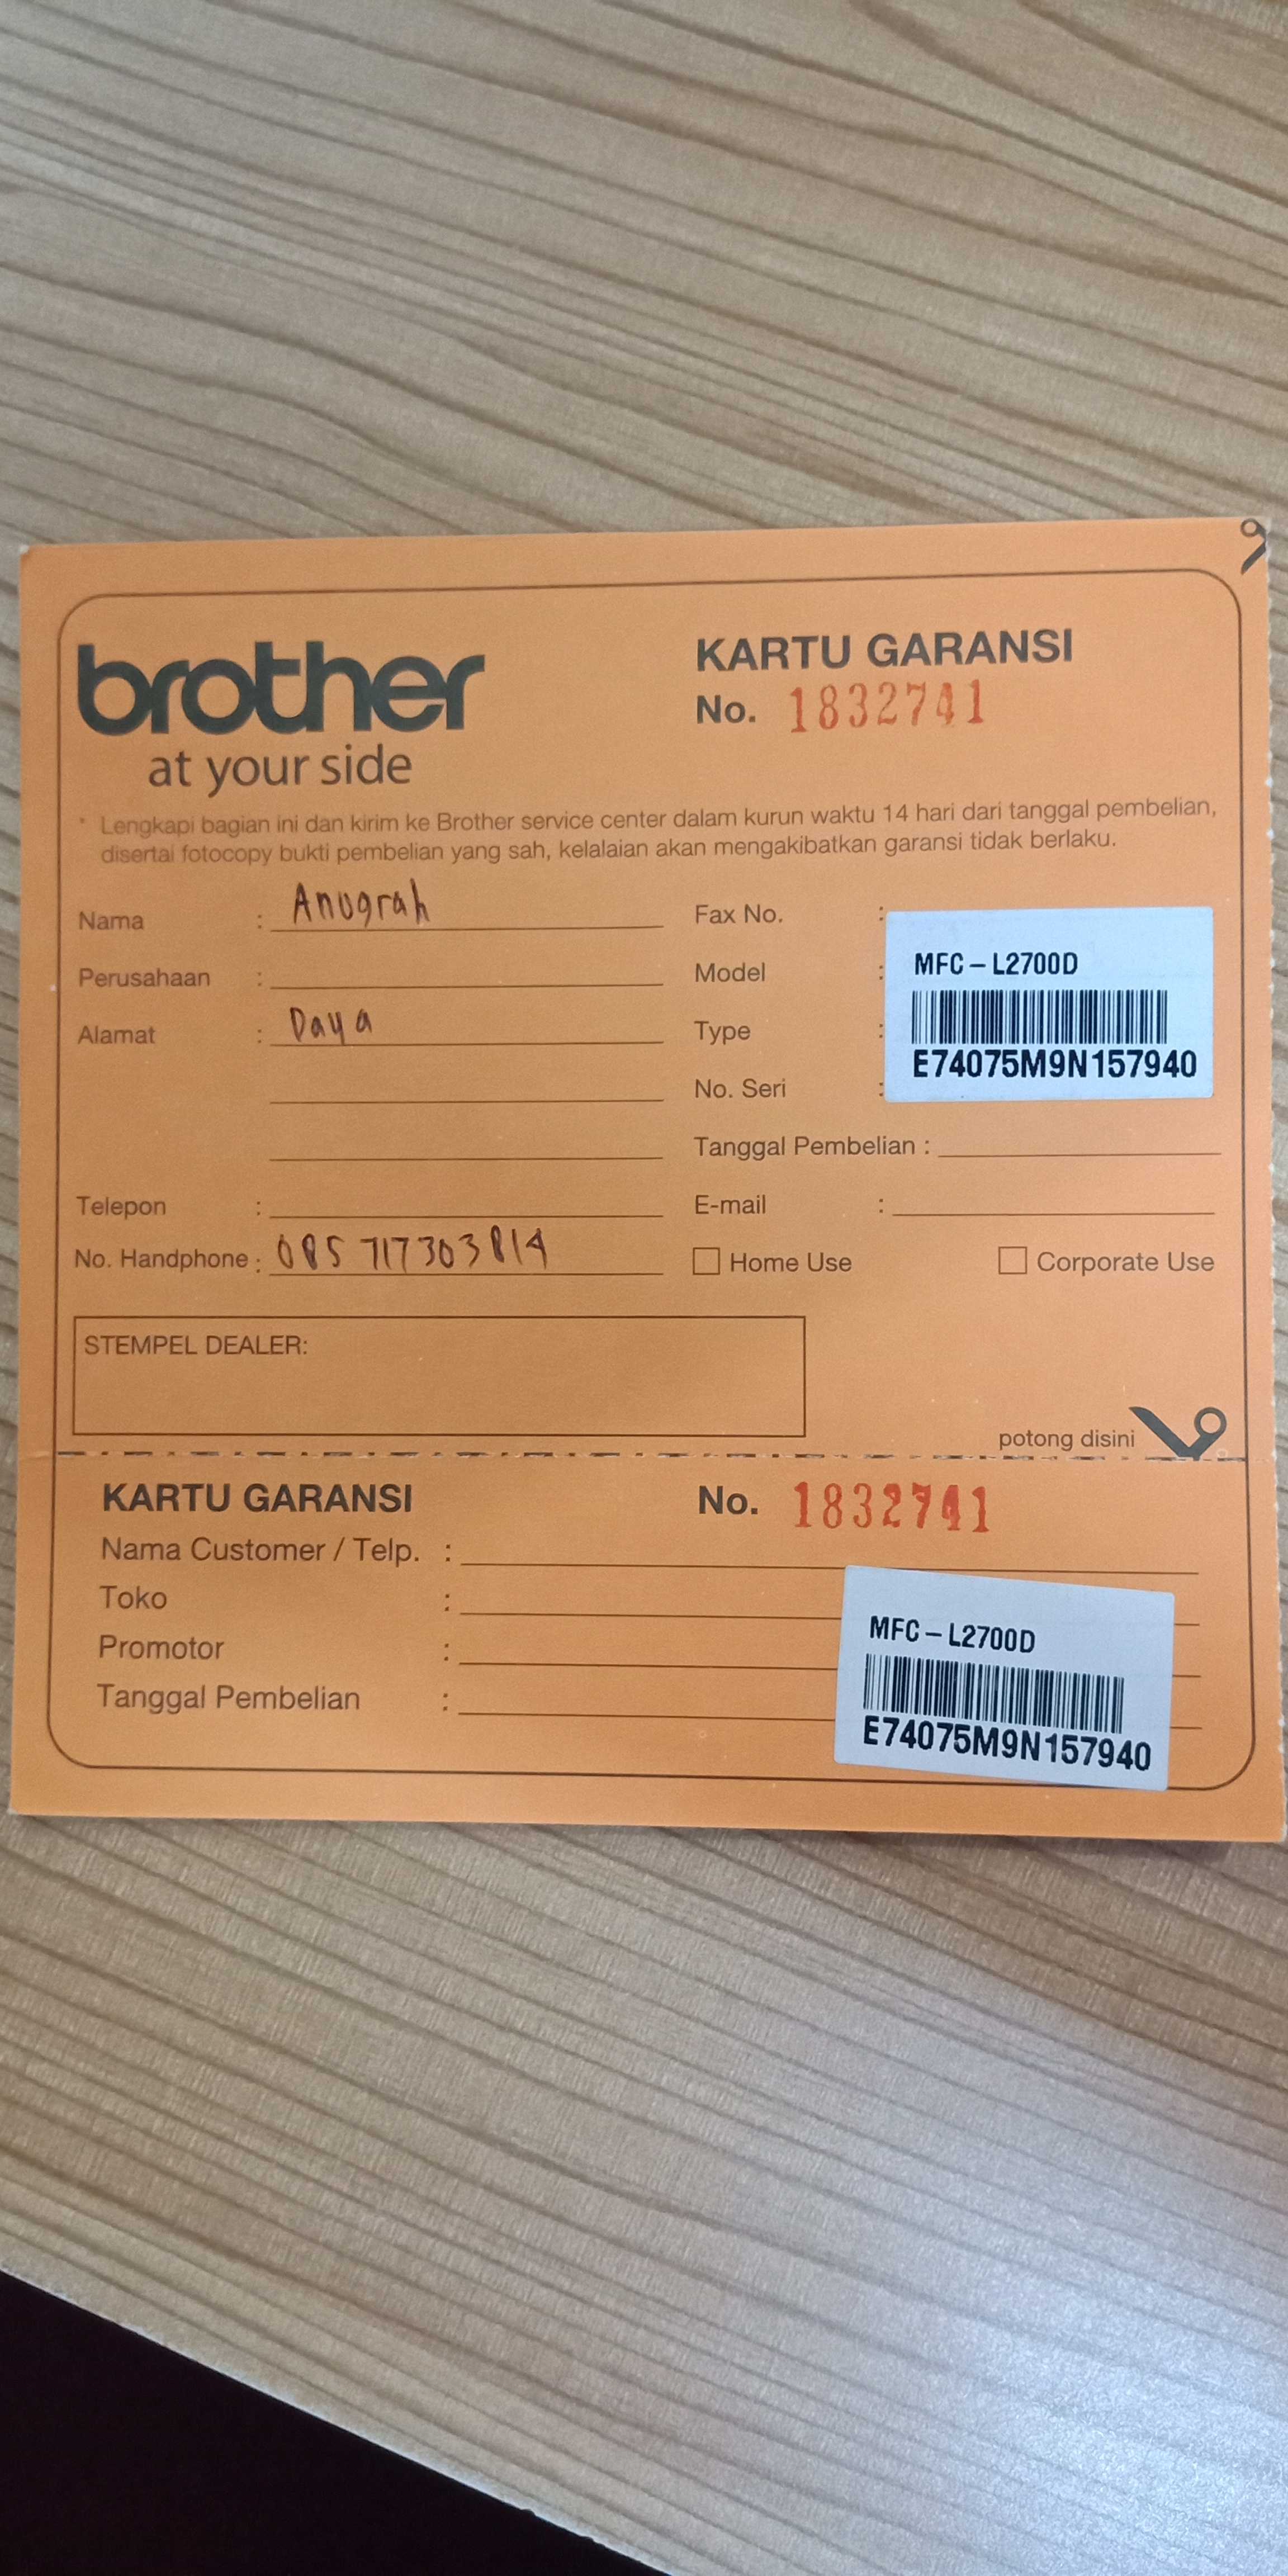 brother
at your side
KARTU GARANSI
No. 1832741
* Lengkapi bagian ini dan kirim ke Brother service center dalam kurun waktu 14 hari dari tanggal pembelian,
disertai fotocopy bukti pembelian yang sah, kelalaian akan mengakibatkan garansi tidak berlaku.
Nama : Anugrah
Perusahaan :
Alamat : Daya
Telepon :
No. Handphone : 085 717 303 814
Fax No. :
Model :
Type :
No. Seri :
MFC-L2700D
E74075M9N157940
Tanggal Pembelian :
E-mail :
Home Use Corporate Use
STEMPEL DEALER:
potong disini
KARTU GARANSI No. 1832741
Nama Customer / Telp. :
Toko :
Promotor :
Tanggal Pembelian :
MFC-L2700D
E74075M9N157940